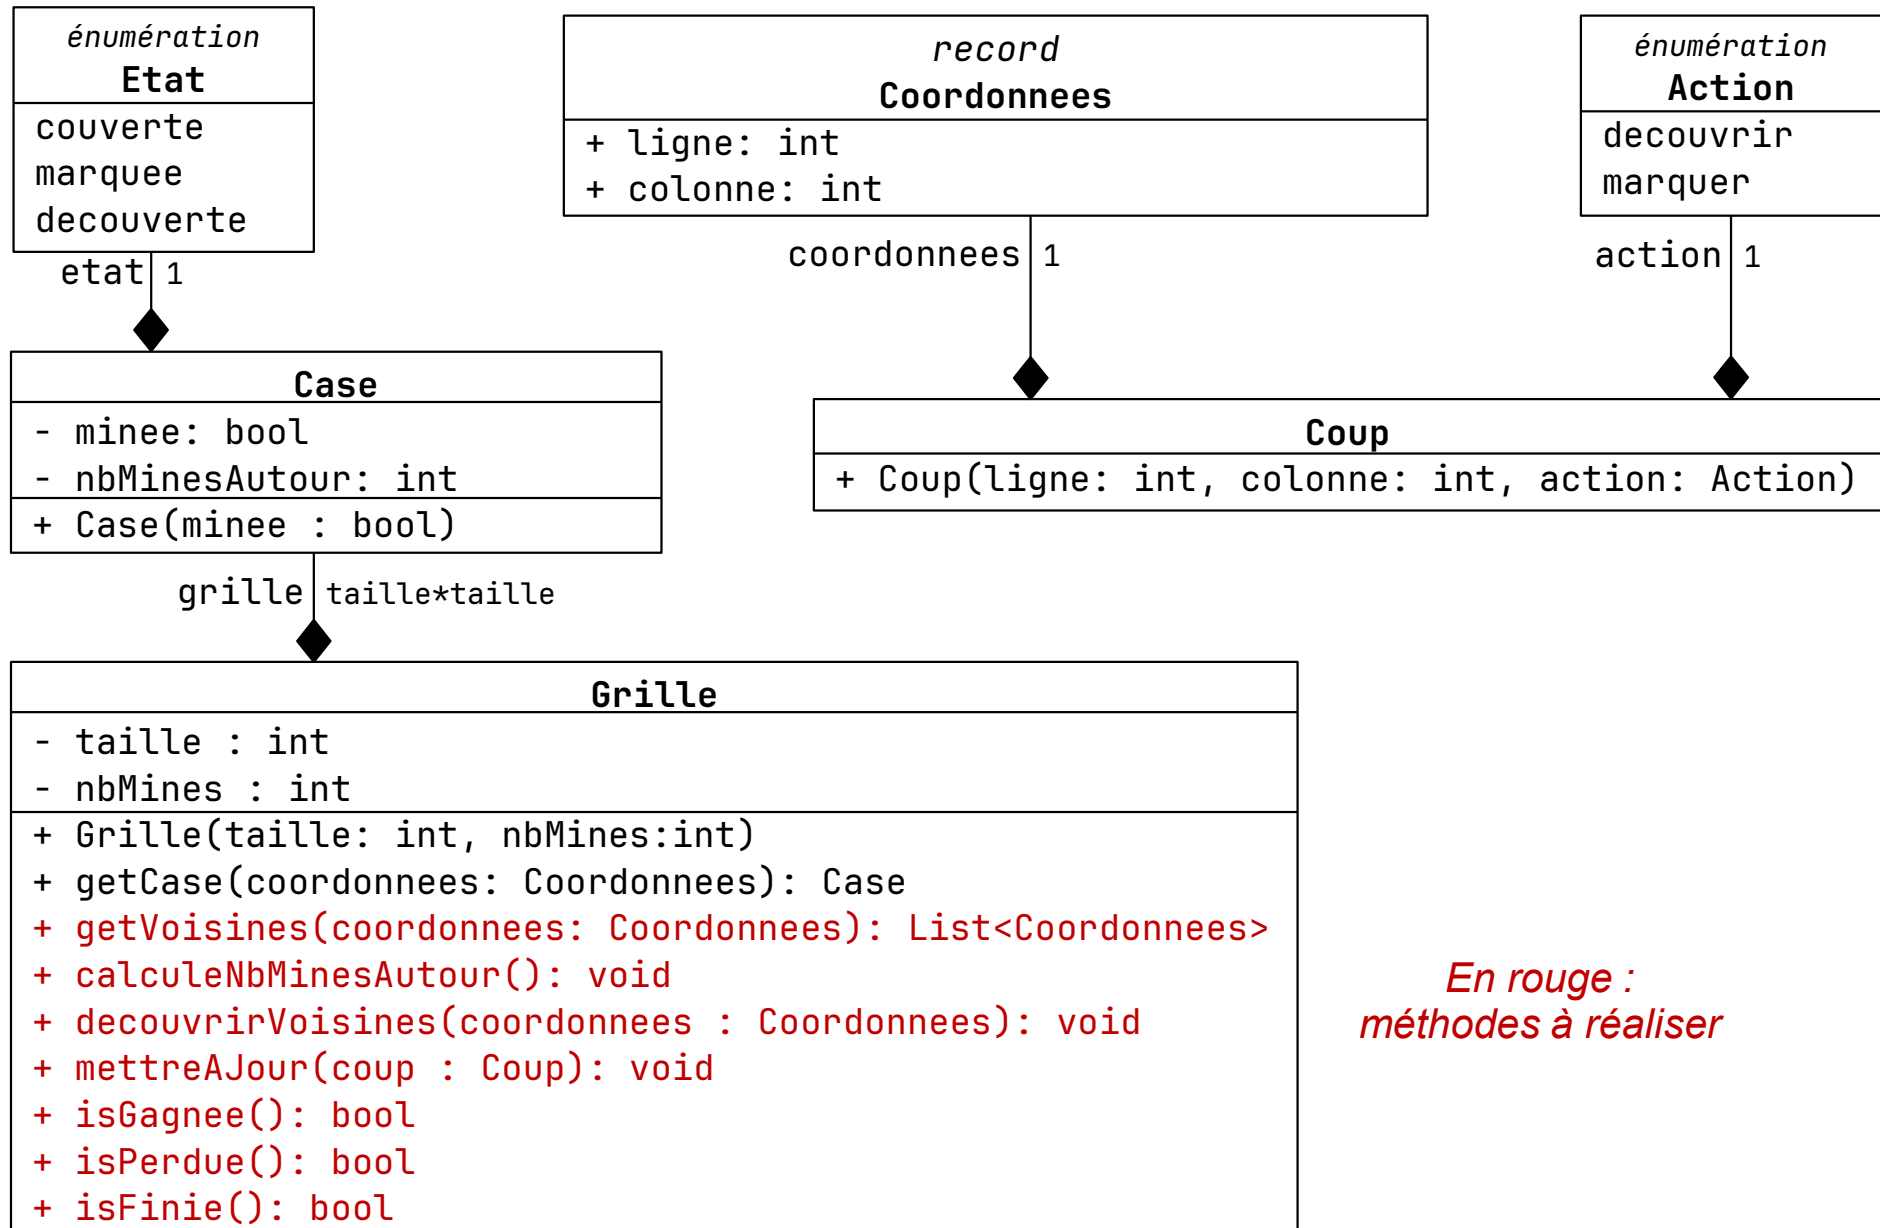 énumération
Etat
couverte
marquee
decouverte
etat 1
record
Coordonnees
+ ligne: int
+ colonne: int
coordonnees 1
énumération
Action
decouvrir
marquer
action 1
Case
- minee: bool
- nbMinesAutour: int
+ Case(minee : bool)
grille taille*taille
Coup
+ Coup(ligne: int, colonne: int, action: Action)
Grille
- taille : int
- nbMines : int
+ Grille(taille: int, nbMines:int)
+ getCase(coordonnees: Coordonnees): Case
+ getVoisines(coordonnees: Coordonnees): List<Coordonnees>
+ calculeNbMinesAutour(): void
+ decouvrirVoisines(coordonnees : Coordonnees): void
+ mettreAJour(coup : Coup): void
+ isGagnee(): bool
+ isPerdue(): bool
+ isFinie(): bool
En rouge :
méthodes à réaliser